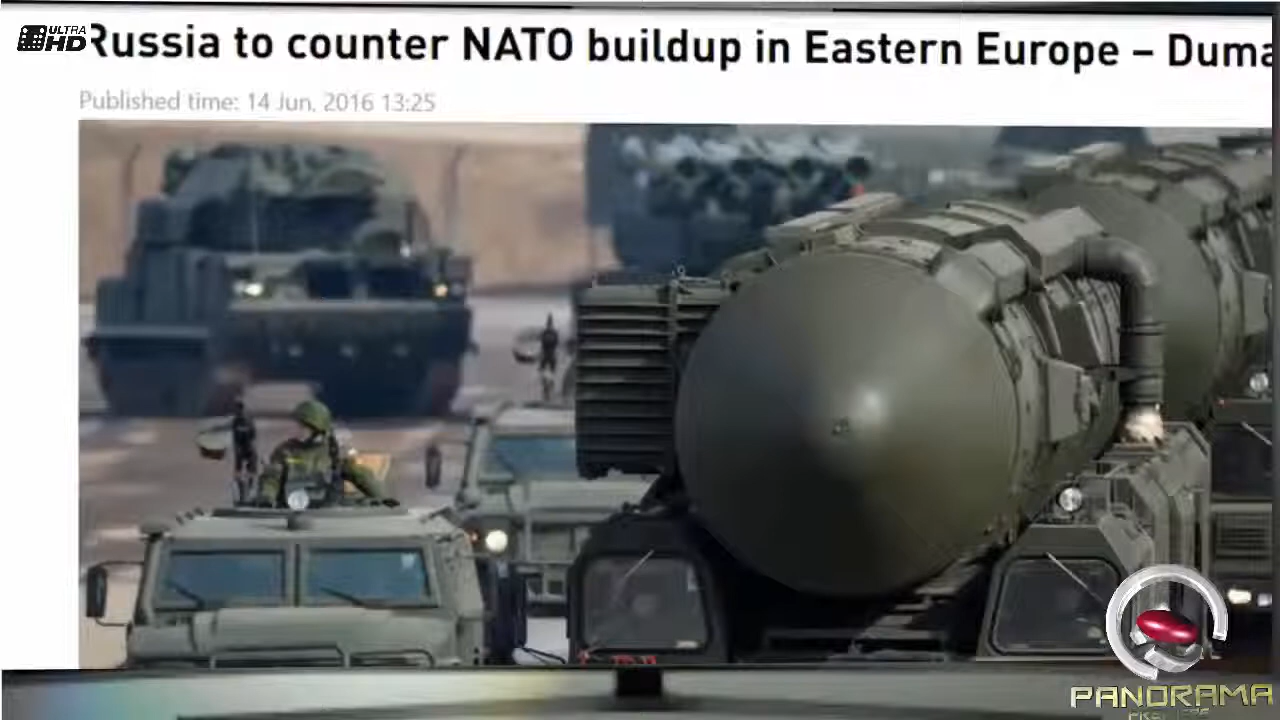 ULTRA
HD
Russia to counter NATO buildup in Eastern Europe – Duma
Published time: 14 Jun, 2016 13:25
PANORAMA